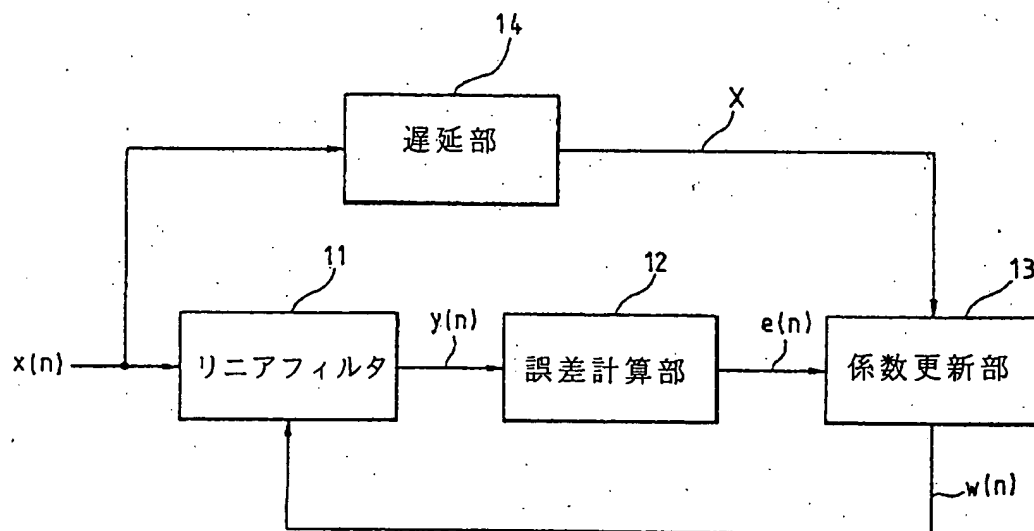 14
遅延部
X
11
12
13
x(n)
リニアフィルタ
y(n)
誤差計算部
e(n)
係数更新部
w(n)